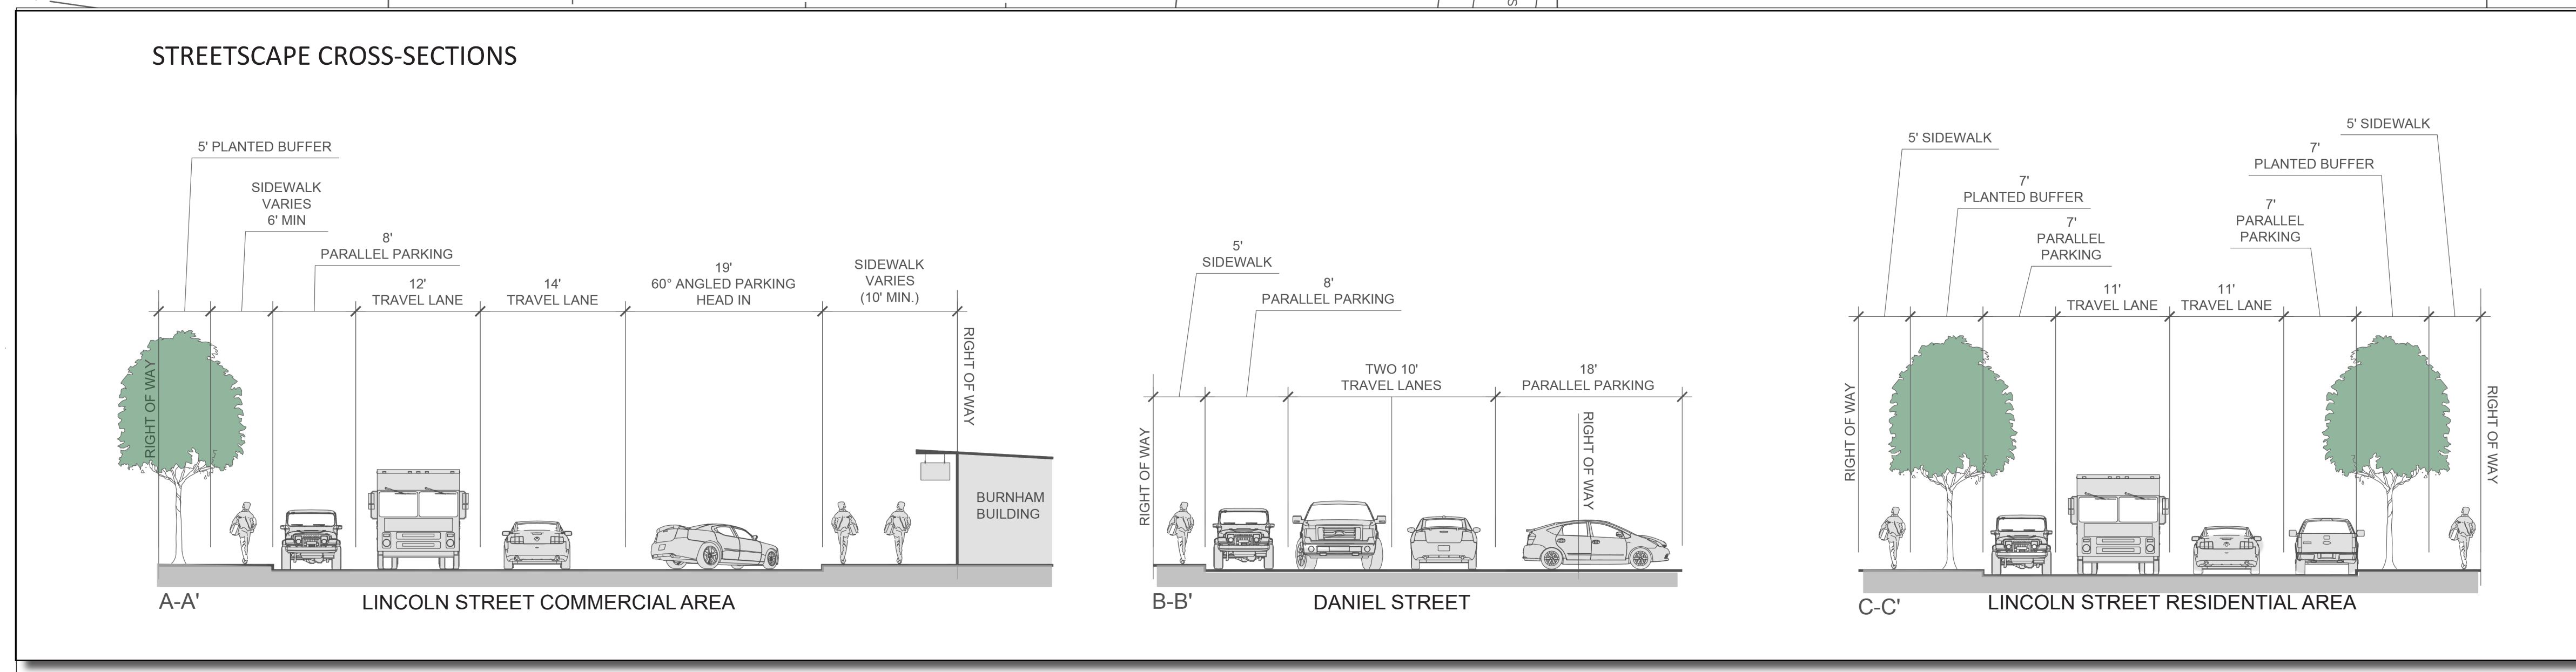 STREETSCAPE CROSS-SECTIONS
5' PLANTED BUFFER
SIDEWALK
VARIES
6' MIN
8'
PARALLEL PARKING
12'
TRAVEL LANE
14'
TRAVEL LANE
19'
60° ANGLED PARKING
HEAD IN
SIDEWALK
VARIES
(10' MIN.)
RIGHT OF WAY
RIGHT OF WAY
BURNHAM
BUILDING
A-A'
LINCOLN STREET COMMERCIAL AREA
5'
SIDEWALK
8'
PARALLEL PARKING
TWO 10'
TRAVEL LANES
18'
PARALLEL PARKING
RIGHT OF WAY
RIGHT OF WAY
B-B'
DANIEL STREET
5' SIDEWALK
7'
PLANTED BUFFER
7'
PARALLEL
PARKING
11'
TRAVEL LANE
11'
TRAVEL LANE
7'
PARALLEL
PARKING
7'
PLANTED BUFFER
5' SIDEWALK
RIGHT OF WAY
RIGHT OF WAY
C-C'
LINCOLN STREET RESIDENTIAL AREA